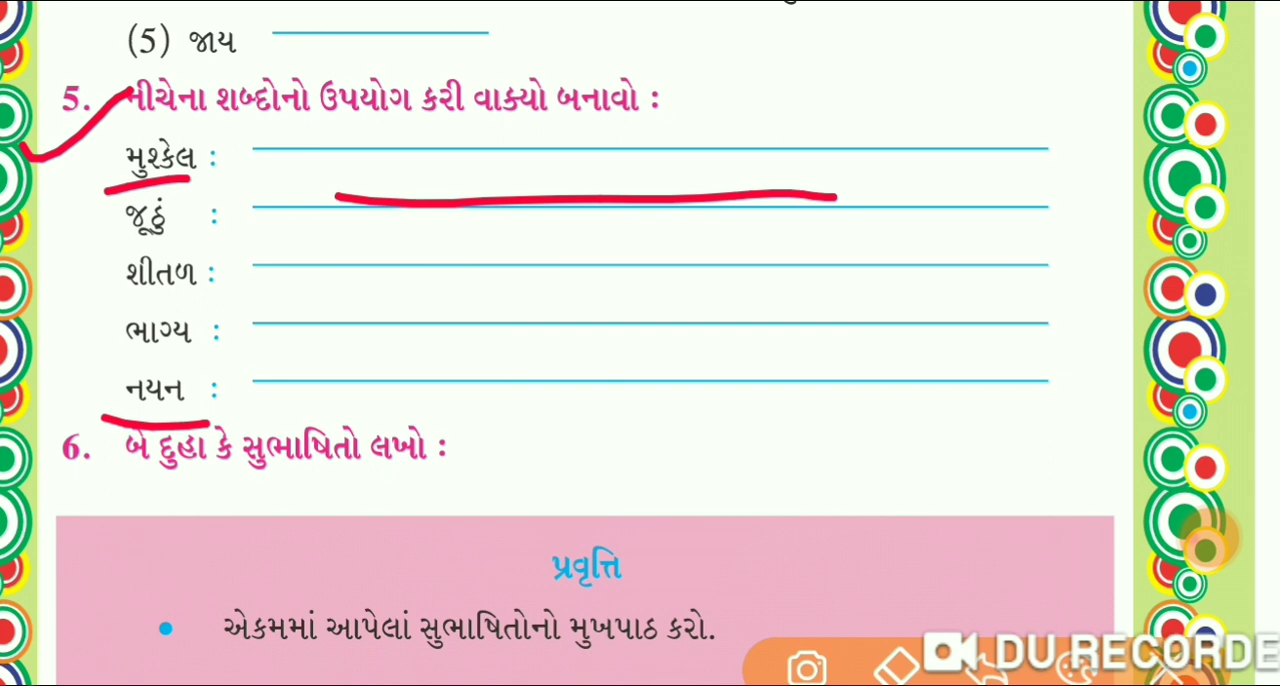 (5) જાય
5. નીચેના શબ્દોનો ઉપયોગ કરી વાક્યો બનાવો :
મુશ્કેલ :
જૂઠું :
શીતળ :
ભાગ્ય :
નયન :
6. બે દુહા કે સુભાષિતો લખો :
પ્રવૃત્તિ
• એકમમાં આપેલાં સુભાષિતોનો મુખપાઠ કરો.
DU RECORDE